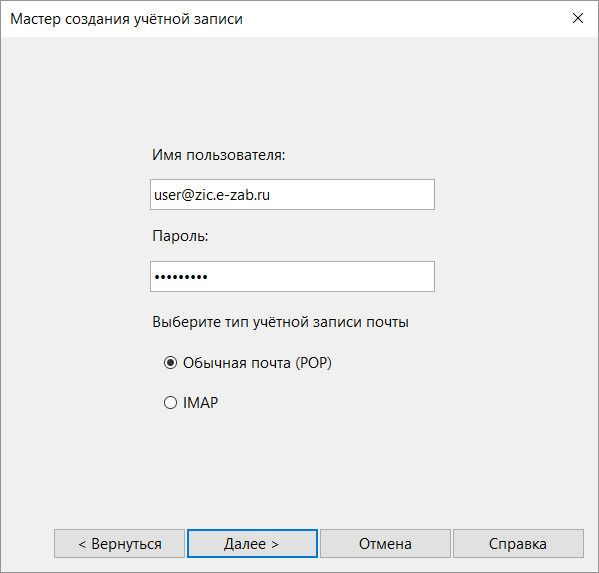 Мастер создания учётной записи
Имя пользователя:
user@zic.e-zab.ru
Пароль:
•••••••••
Выберите тип учётной записи почты
Обычная почта (POP)
IMAP
< Вернуться Далее > Отмена Справка